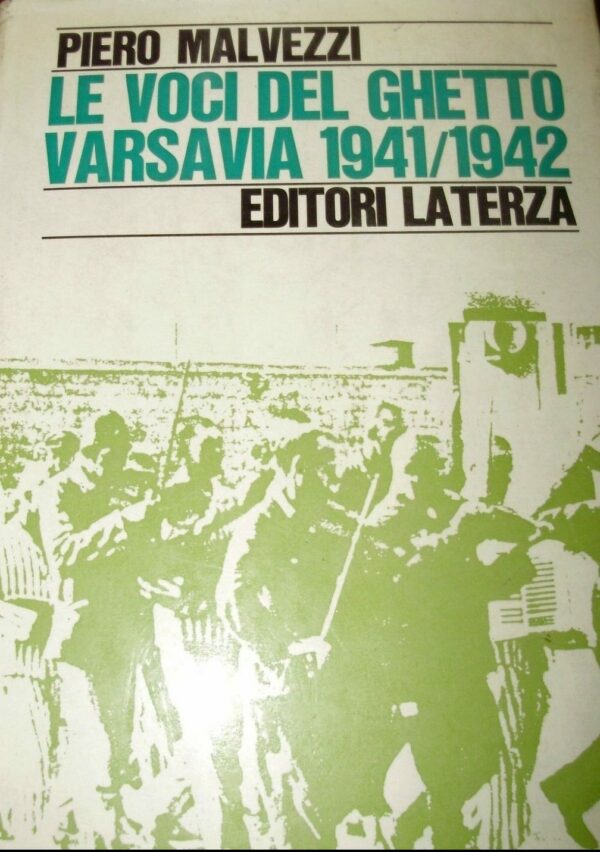 PIERO MALVEZZI
LE VOCI DEL GHETTO
VARSAVIA 1941/1942
EDITORI LATERZA